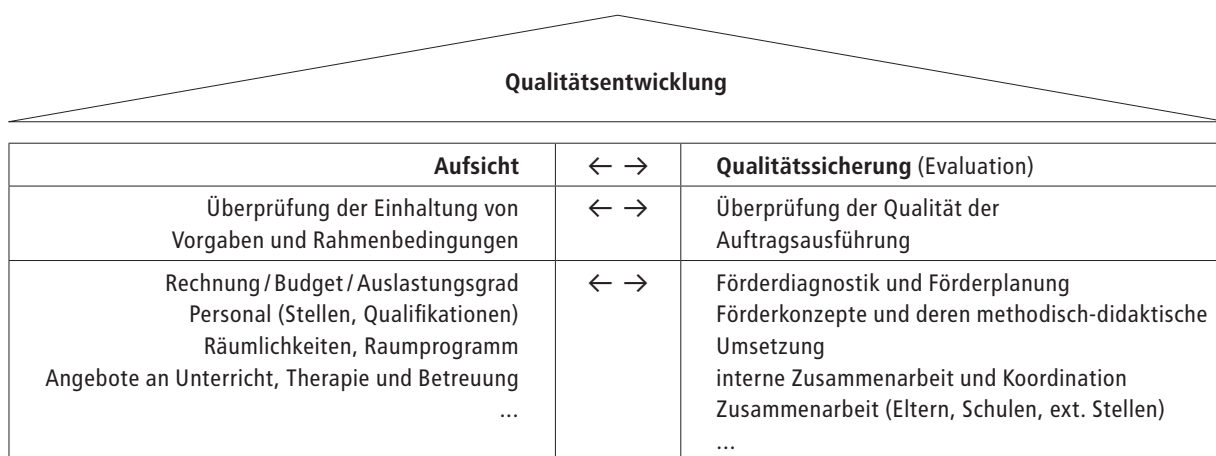 Qualitätsentwicklung
Aufsicht ← → Qualitätssicherung (Evaluation)
Überprüfung der Einhaltung von
Vorgaben und Rahmenbedingungen
← →
Überprüfung der Qualität der
Auftragsausführung
Rechnung / Budget / Auslastungsgrad
Personal (Stellen, Qualifikationen)
Räumlichkeiten, Raumprogramm
Angebote an Unterricht, Therapie und Betreuung
...
← →
Förderdiagnostik und Förderplanung
Förderkonzepte und deren methodisch-didaktische
Umsetzung
interne Zusammenarbeit und Koordination
Zusammenarbeit (Eltern, Schulen, ext. Stellen)
...